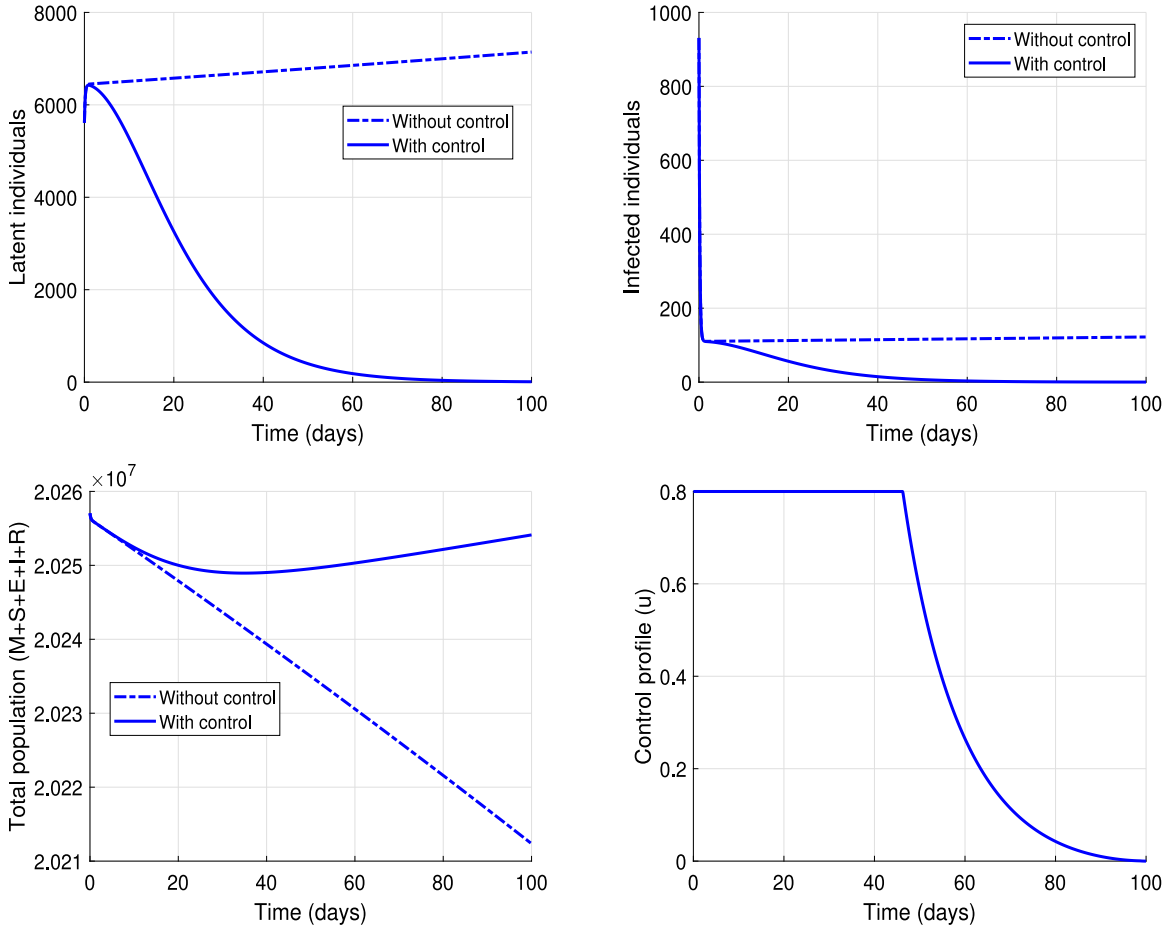 8000
6000
4000
2000
0
Latent individuals
Without control
With control
0 20 40 60 80 100
Time (days)
1000
800
600
400
200
0
Infected individuals
Without control
With control
0 20 40 60 80 100
Time (days)
×10^7
2.026
2.025
2.024
2.023
2.022
2.021
Total population (M+S+E+I+R)
Without control
With control
0 20 40 60 80 100
Time (days)
0.8
0.6
0.4
0.2
0
Control profile (u)
0 20 40 60 80 100
Time (days)